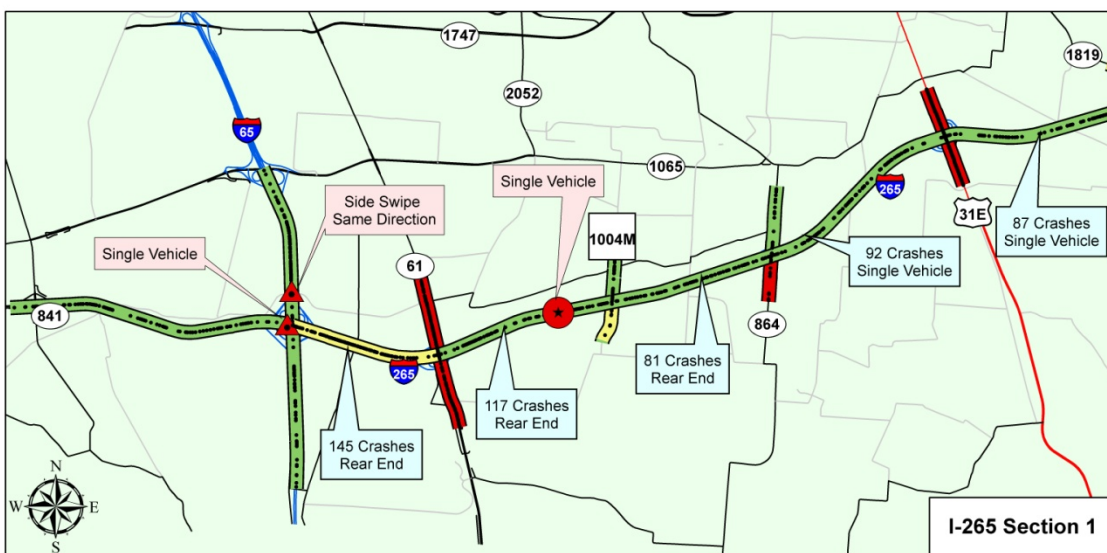 1747
1819
2052
65
1065
Single Vehicle
Side Swipe
Same Direction
265
31E
87 Crashes
Single Vehicle
1004M
Single Vehicle
61
92 Crashes
Single Vehicle
841
864
81 Crashes
Rear End
265
117 Crashes
Rear End
145 Crashes
Rear End
N
W
E
S
I-265 Section 1